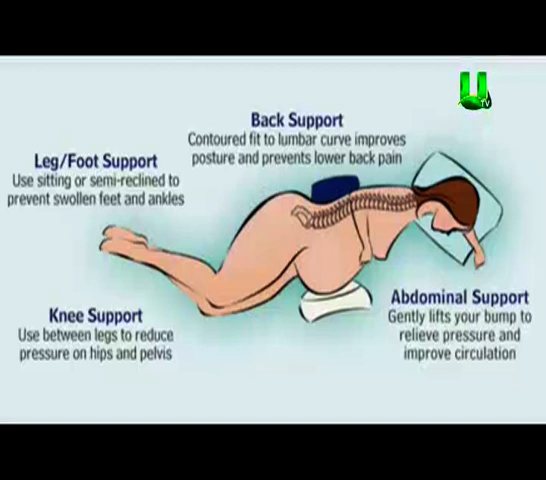 U
TV
Back Support
Contoured fit to lumbar curve improves
posture and prevents lower back pain
Leg/Foot Support
Use sitting or semi-reclined to
prevent swollen feet and ankles
Knee Support
Use between legs to reduce
pressure on hips and pelvis
Abdominal Support
Gently lifts your bump to
relieve pressure and
improve circulation